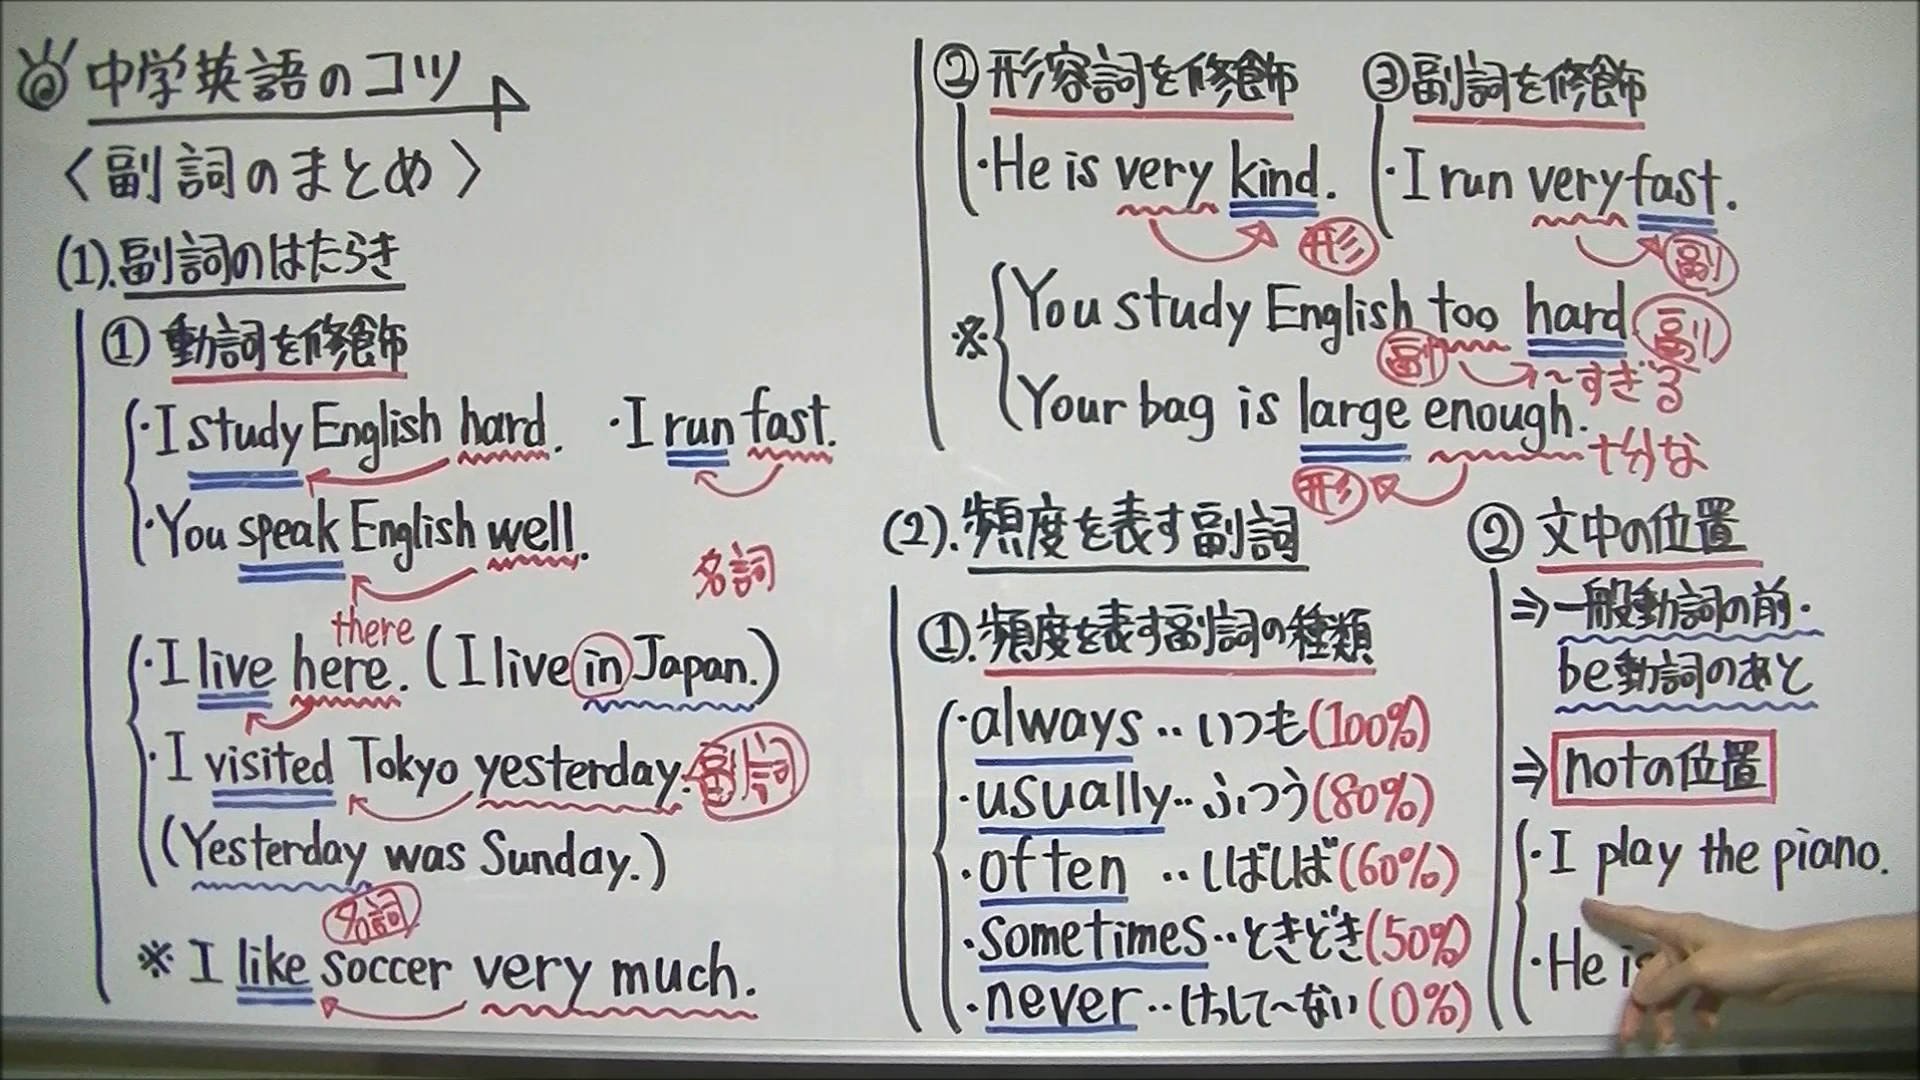 中学英語のコツ
〈副詞のまとめ〉
(1).副詞のはたらき
① 動詞を修飾
・I study English hard. ・I run fast.
・You speak English well.
名詞
there
・I live here. (I live in Japan.)
・I visited Tokyo yesterday. 副詞
(Yesterday was Sunday.)
名詞
※ I like soccer very much.
② 形容詞を修飾
・He is very kind.
形
③ 副詞を修飾
・I run very fast.
副
※ You study English too hard 副
副 ~すぎる
Your bag is large enough.
形 十分な
(2).頻度を表す副詞
①.頻度を表す副詞の種類
・always‥いつも(100%)
・usually‥ふつう(80%)
・often ‥しばしば(60%)
・sometimes‥ときどき(50%)
・never‥けっして~ない(0%)
② 文中の位置
⇒一般動詞の前.
be動詞のあと
⇒notの位置
・I play the piano.
・He is